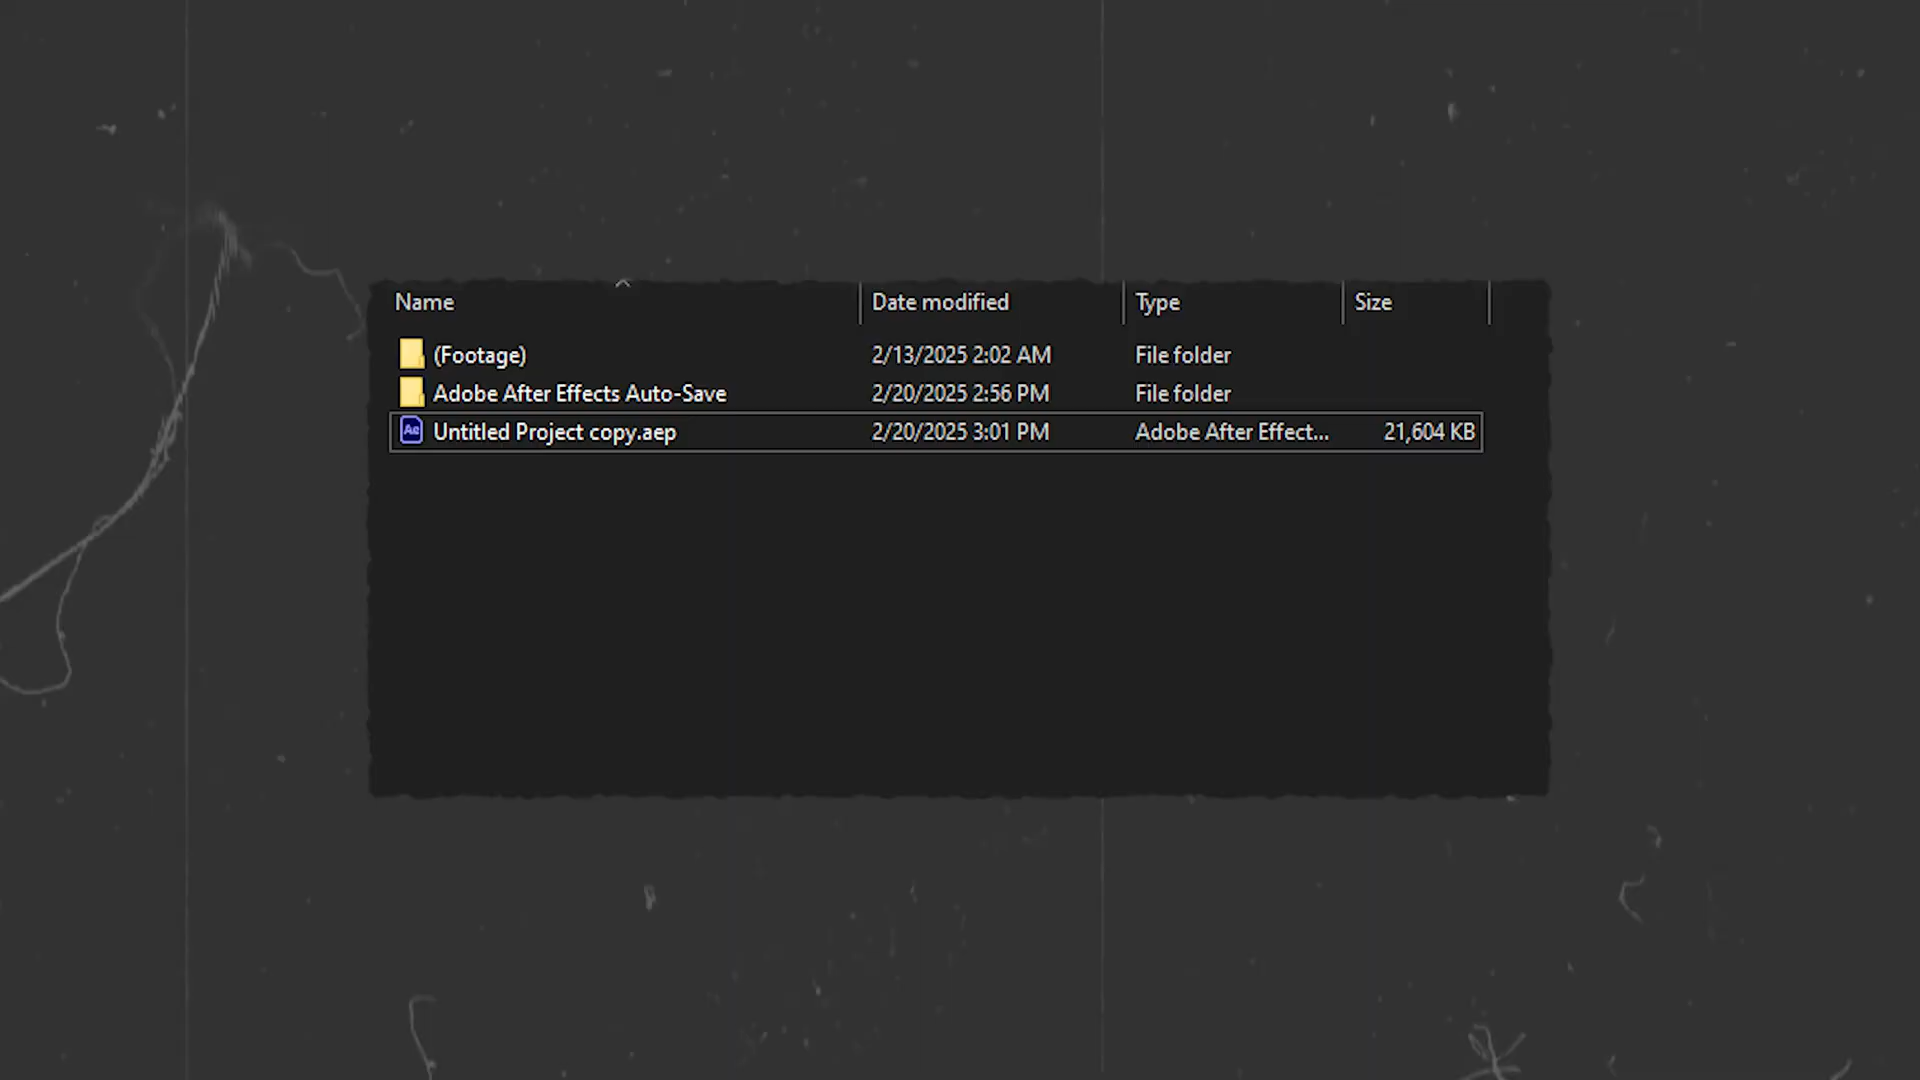 Name Date modified Type Size
(Footage) 2/13/2025 2:02 AM File folder
Adobe After Effects Auto-Save 2/20/2025 2:56 PM File folder
Ae Untitled Project copy.aep 2/20/2025 3:01 PM Adobe After Effect... 21,604 KB